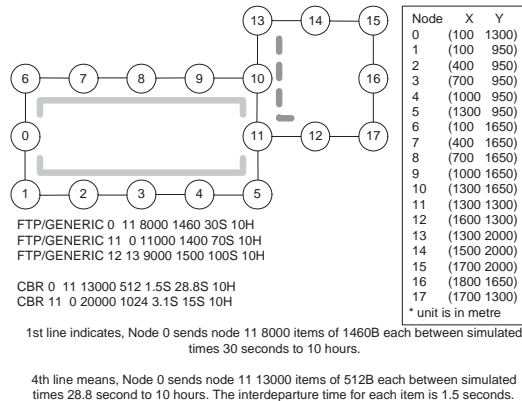 13 14 15
6 7 8 9 10 16
0 11 12 17
1 2 3 4 5
Node X Y
0 (100 1300)
1 (100 950)
2 (400 950)
3 (700 950)
4 (1000 950)
5 (1300 950)
6 (100 1650)
7 (400 1650)
8 (700 1650)
9 (1000 1650)
10 (1300 1650)
11 (1300 1300)
12 (1600 1300)
13 (1300 2000)
14 (1500 2000)
15 (1700 2000)
16 (1800 1650)
17 (1700 1300)
* unit is in metre
FTP/GENERIC 0 11 8000 1460 30S 10H
FTP/GENERIC 11 0 11000 1400 70S 10H
FTP/GENERIC 12 13 9000 1500 100S 10H
CBR 0 11 13000 512 1.5S 28.8S 10H
CBR 11 0 20000 1024 3.1S 15S 10H
1st line indicates, Node 0 sends node 11 8000 items of 1460B each between simulated
times 30 seconds to 10 hours.
4th line means, Node 0 sends node 11 13000 items of 512B each between simulated
times 28.8 second to 10 hours. The interdeparture time for each item is 1.5 seconds.